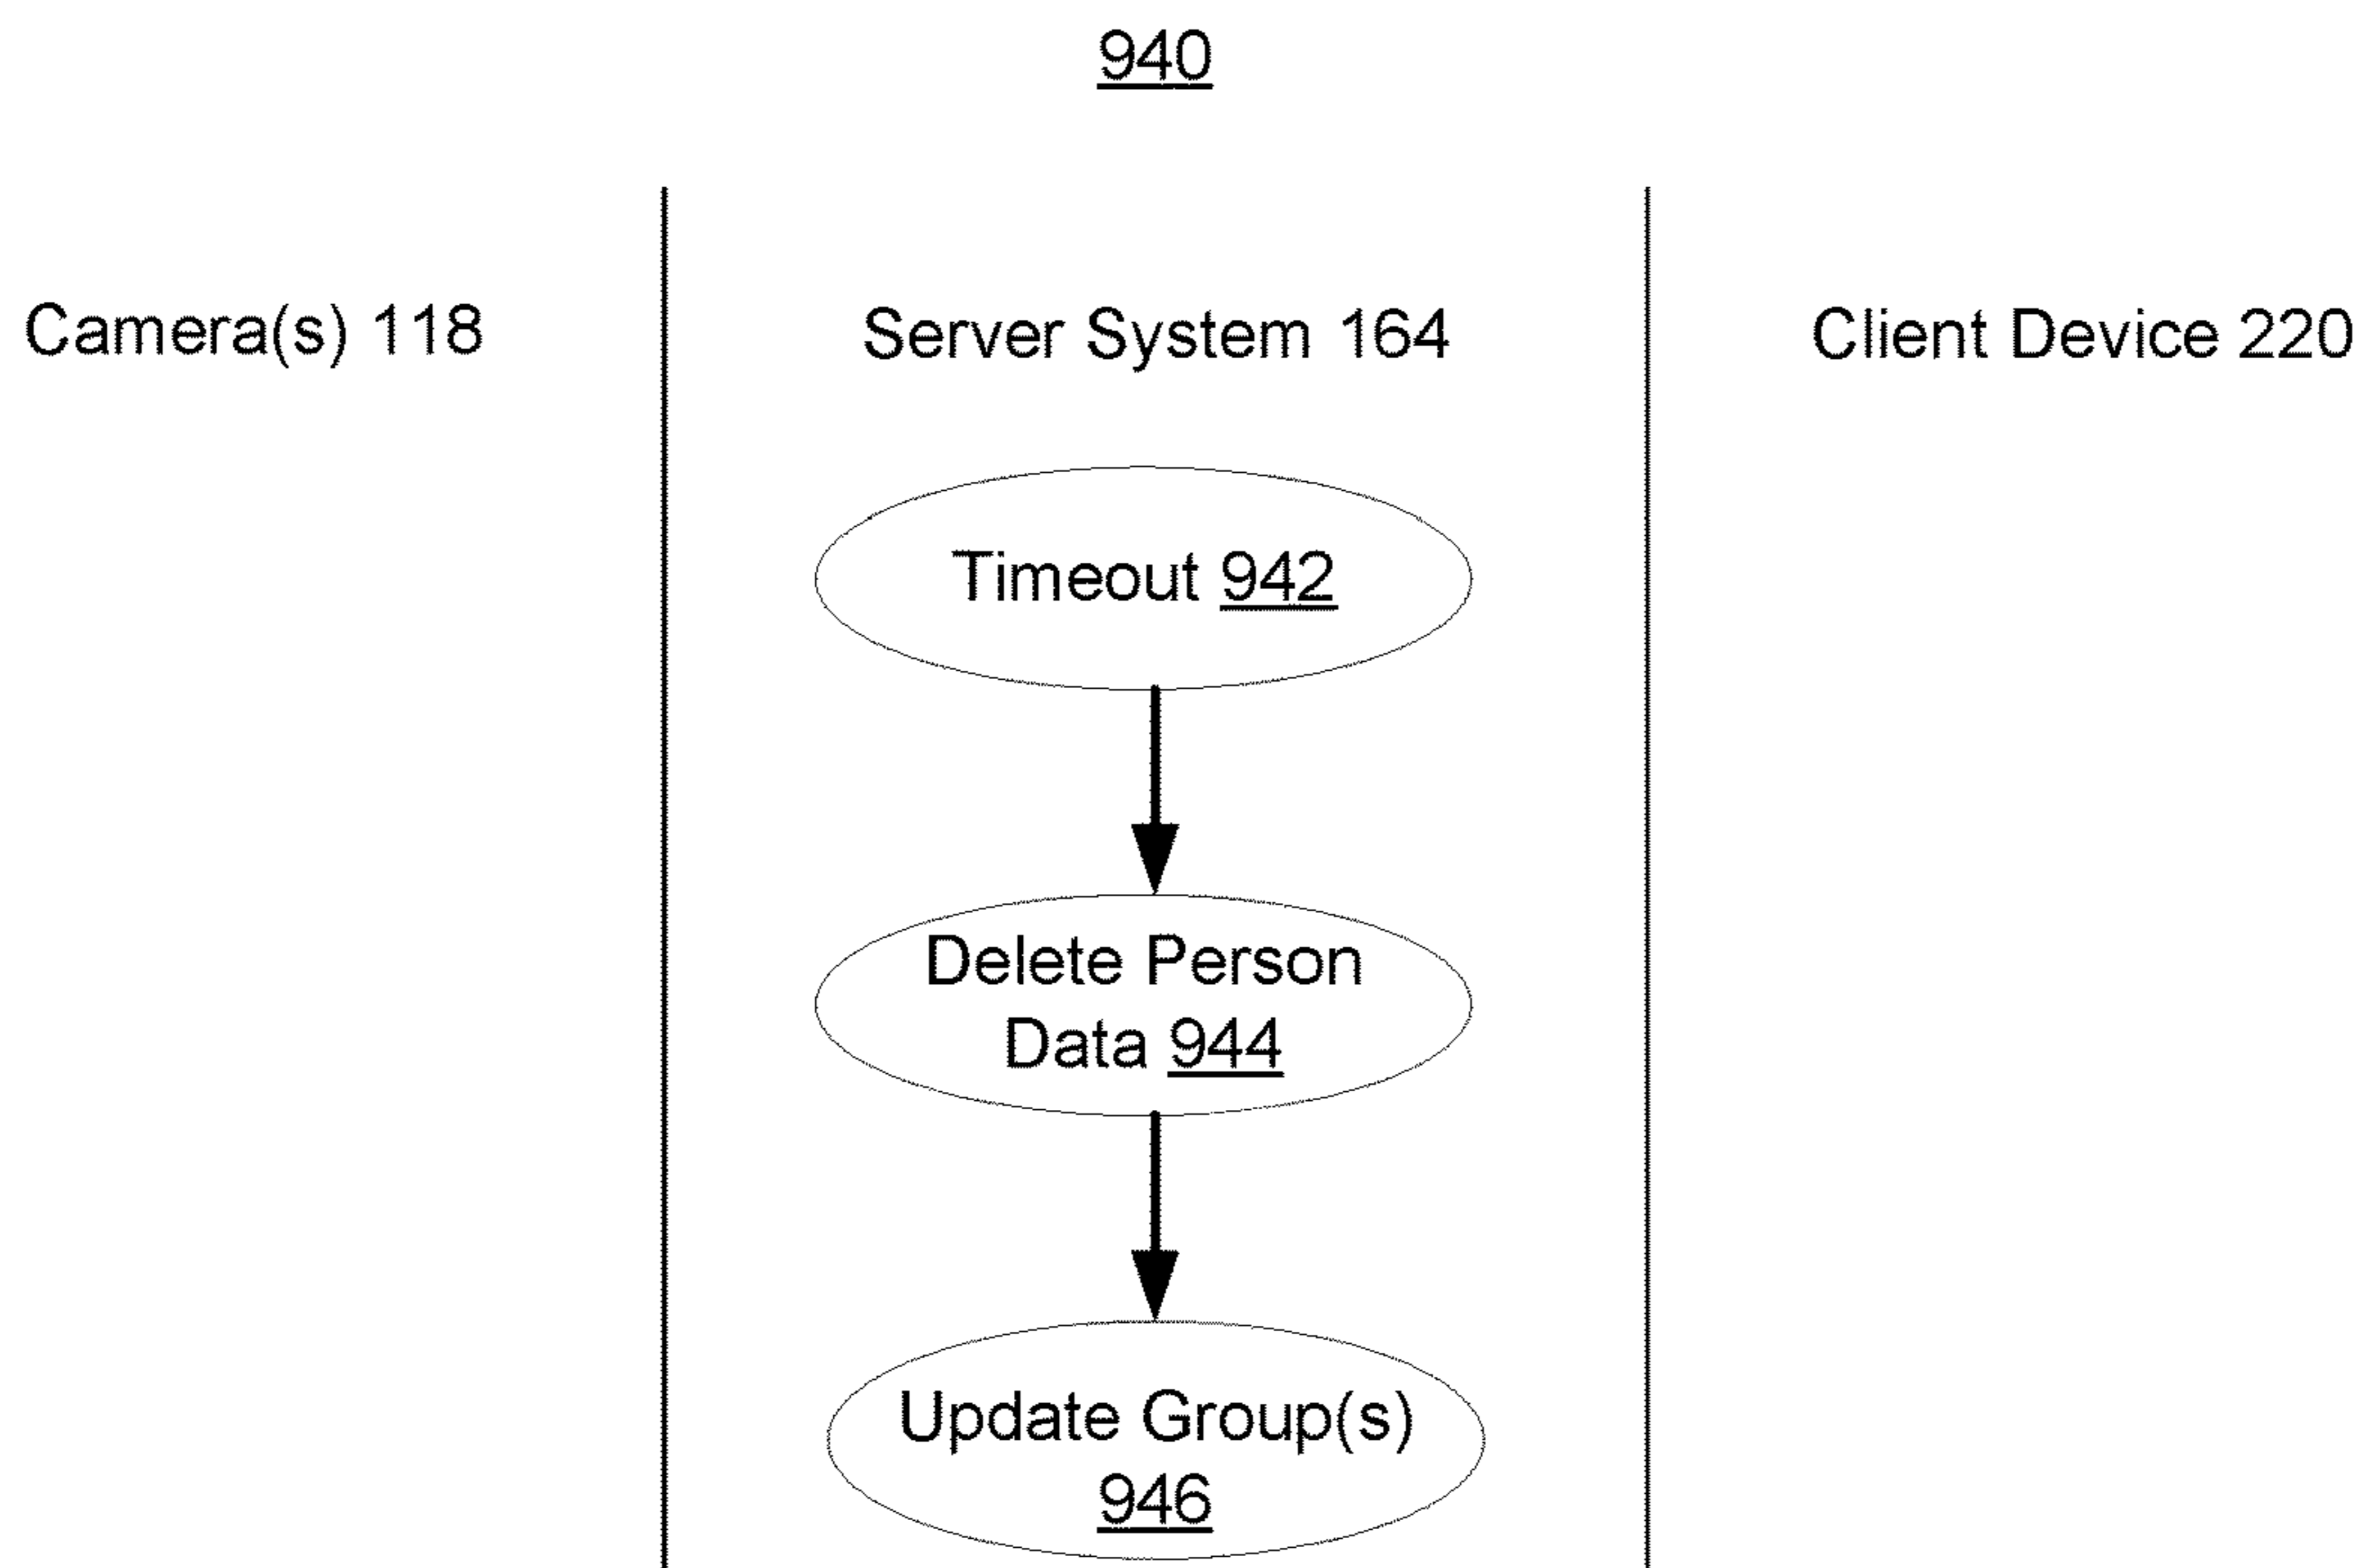 940
Camera(s) 118
Server System 164
Client Device 220
Timeout 942
Delete Person
Data 944
Update Group(s)
946